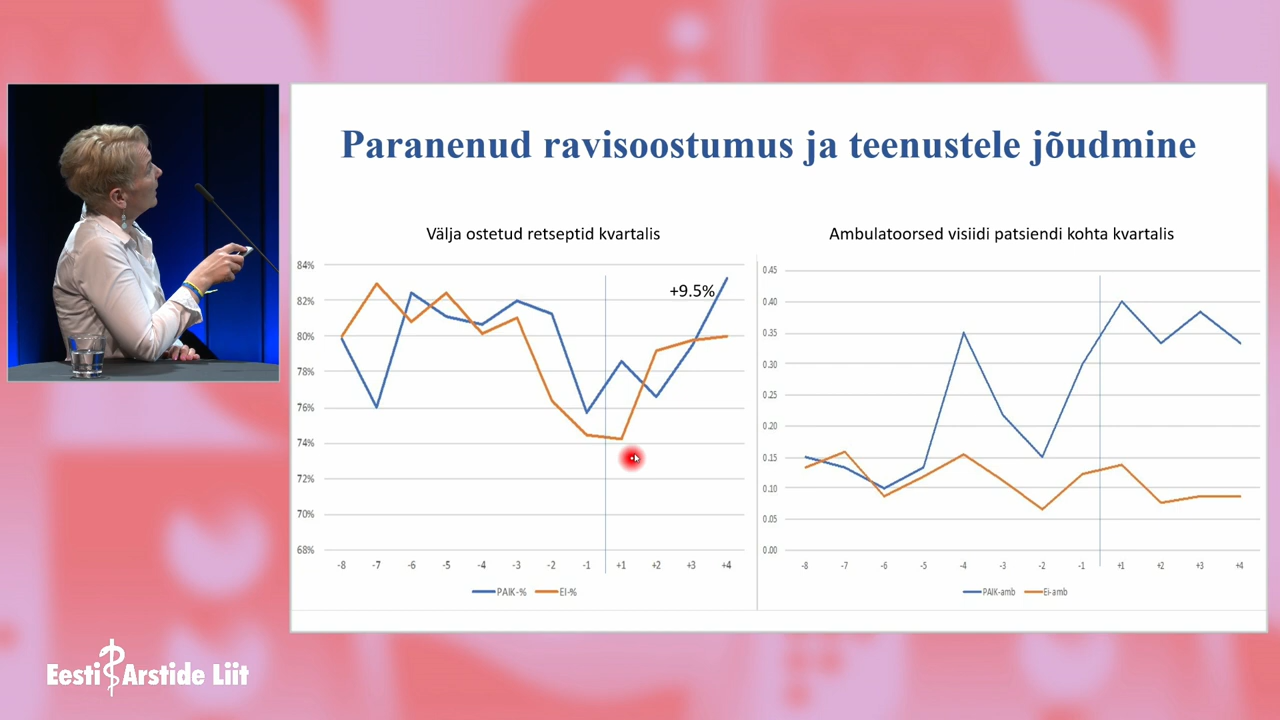 Paranenud ravisoostumus ja teenustele jõudmine
Välja ostetud retseptid kvartalis
84%
82%
80%
78%
76%
74%
72%
70%
68%
+9.5%
-8 -7 -6 -5 -4 -3 -2 -1 +1 +2 +3 +4
PAIK-% EI-%
Ambulatoorsed visiidi patsiendi kohta kvartalis
0.45
0.40
0.35
0.30
0.25
0.20
0.15
0.10
0.05
0.00
-8 -7 -6 -5 -4 -3 -2 -1 +1 +2 +3 +4
PAIK-amb Ei-amb
Eesti Arstide Liit